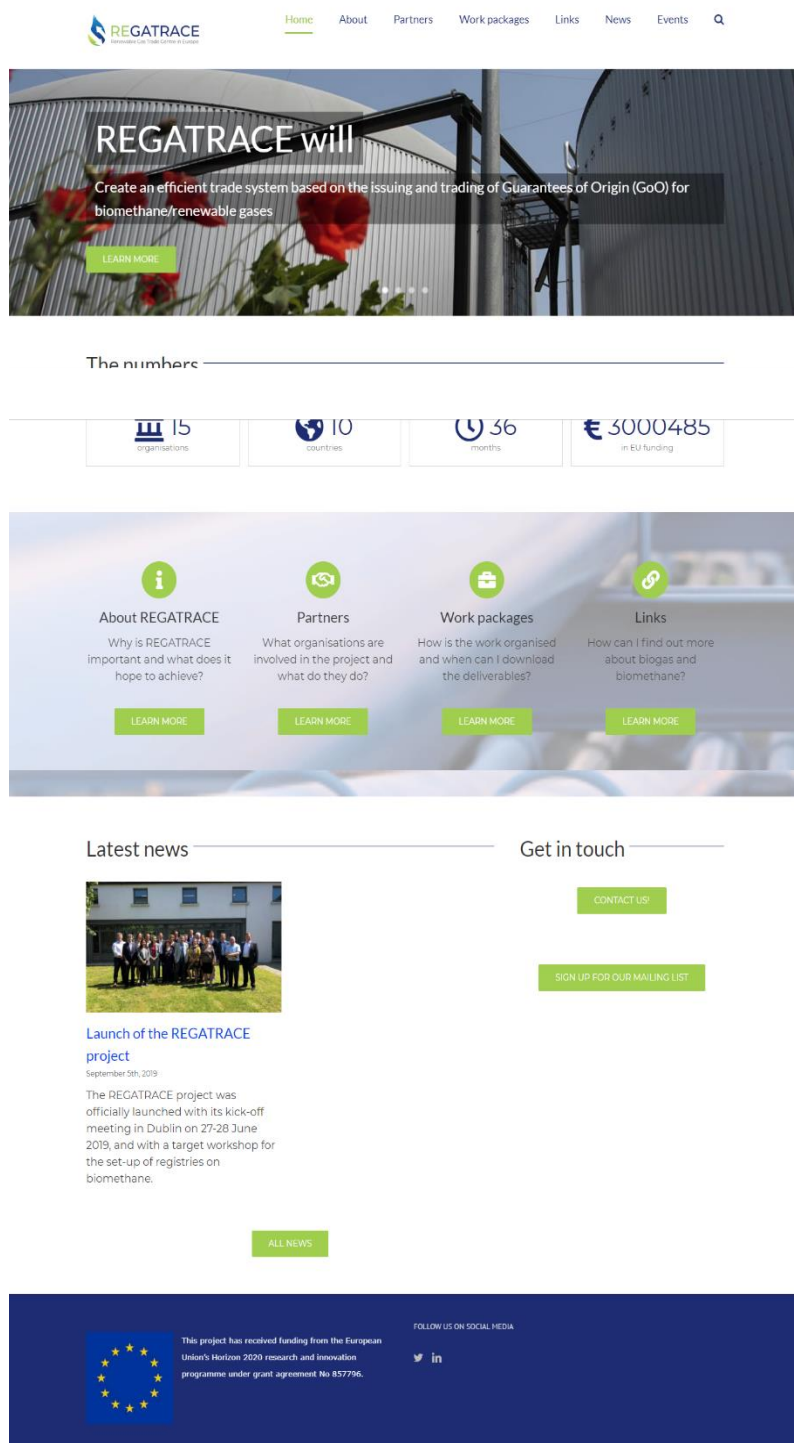 REGATRACE
Renewable Gas Trade Centre in Europe
Home About Partners Work packages Links News Events
REGATRACE will
Create an efficient trade system based on the issuing and trading of Guarantees of Origin (GoO) for
biomethane/renewable gases
LEARN MORE
The numbers
15
organisations
10
countries
36
months
€ 3000485
in EU funding
About REGATRACE
Why is REGATRACE
important and what does it
hope to achieve?
LEARN MORE
Partners
What organisations are
involved in the project and
what do they do?
LEARN MORE
Work packages
How is the work organised
and when can I download
the deliverables?
LEARN MORE
Links
How can I find out more
about biogas and
biomethane?
LEARN MORE
Latest news
Launch of the REGATRACE
project
September 5th, 2019
The REGATRACE project was
officially launched with its kick-off
meeting in Dublin on 27-28 June
2019, and with a target workshop for
the set-up of registries on
biomethane.
ALL NEWS
Get in touch
CONTACT US!
SIGN UP FOR OUR MAILING LIST
This project has received funding from the European
Union's Horizon 2020 research and innovation
programme under grant agreement No 857796.
FOLLOW US ON SOCIAL MEDIA
in